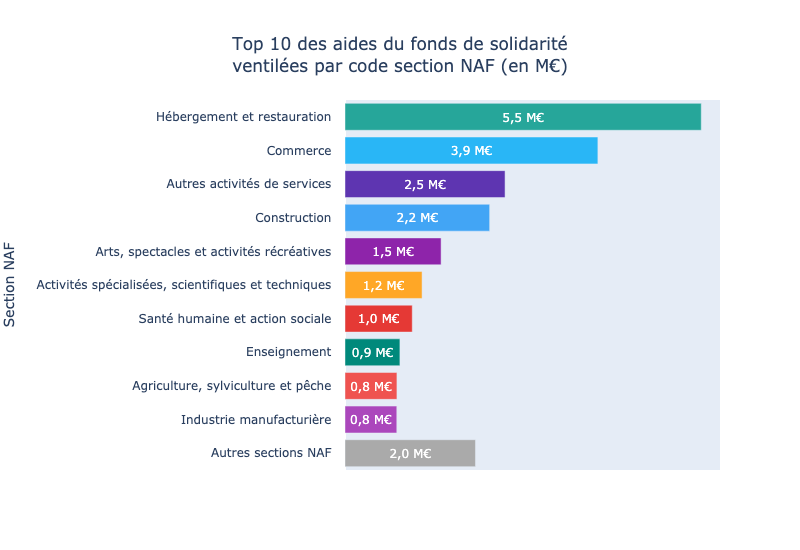 Top 10 des aides du fonds de solidarité
ventilées par code section NAF (en M€)
Section NAF
Hébergement et restauration 5,5 M€
Commerce 3,9 M€
Autres activités de services 2,5 M€
Construction 2,2 M€
Arts, spectacles et activités récréatives 1,5 M€
Activités spécialisées, scientifiques et techniques 1,2 M€
Santé humaine et action sociale 1,0 M€
Enseignement 0,9 M€
Agriculture, sylviculture et pêche 0,8 M€
Industrie manufacturière 0,8 M€
Autres sections NAF 2,0 M€